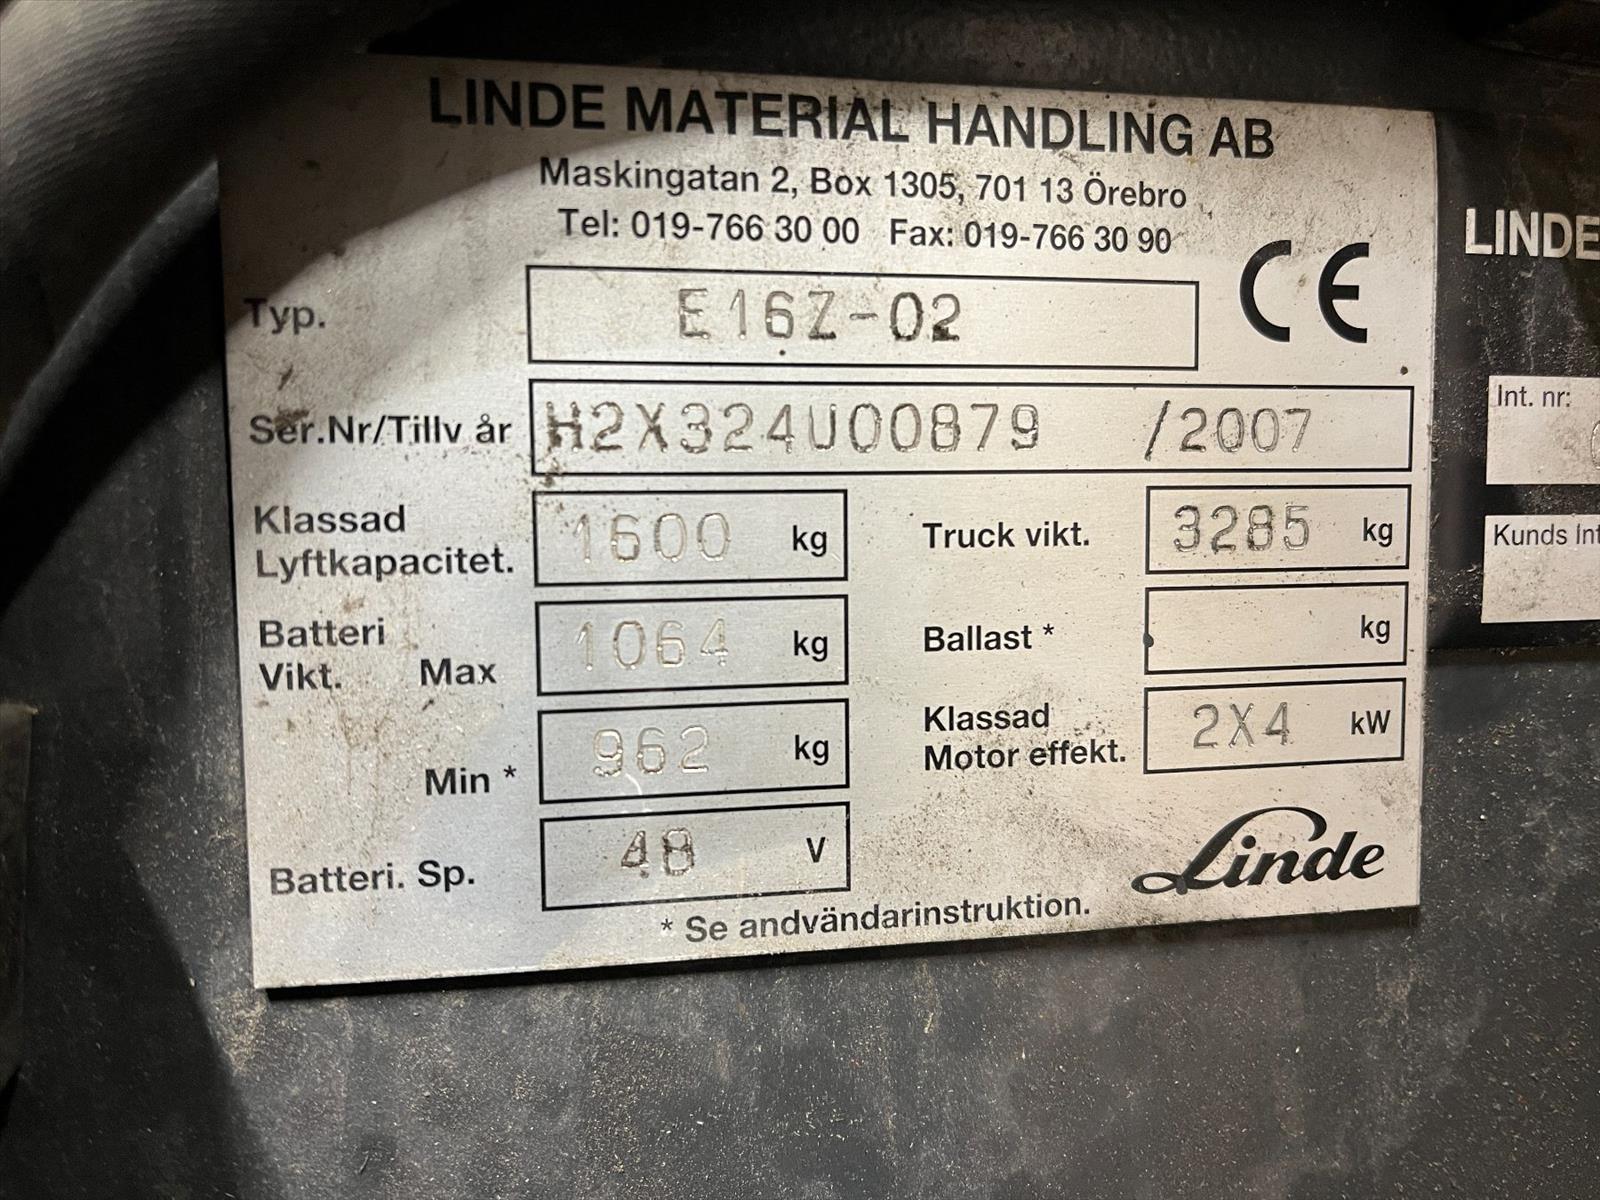 LINDE MATERIAL HANDLING AB
Maskingatan 2, Box 1305, 701 13 Örebro
Tel: 019-766 30 00 Fax: 019-766 30 90
CE
Typ. E16Z-02
Ser.Nr/Tillv år H2X324U00879 /2007
Klassad
Lyftkapacitet. 1600 kg
Truck vikt. 3285 kg
Batteri
Vikt. Max 1064 kg
Ballast * kg
Min * 962 kg
Klassad
Motor effekt. 2X4 kW
Batteri. Sp. 48 V
Linde
* Se andvändarinstruktion.
LINDE
Int. nr:
Kunds Int